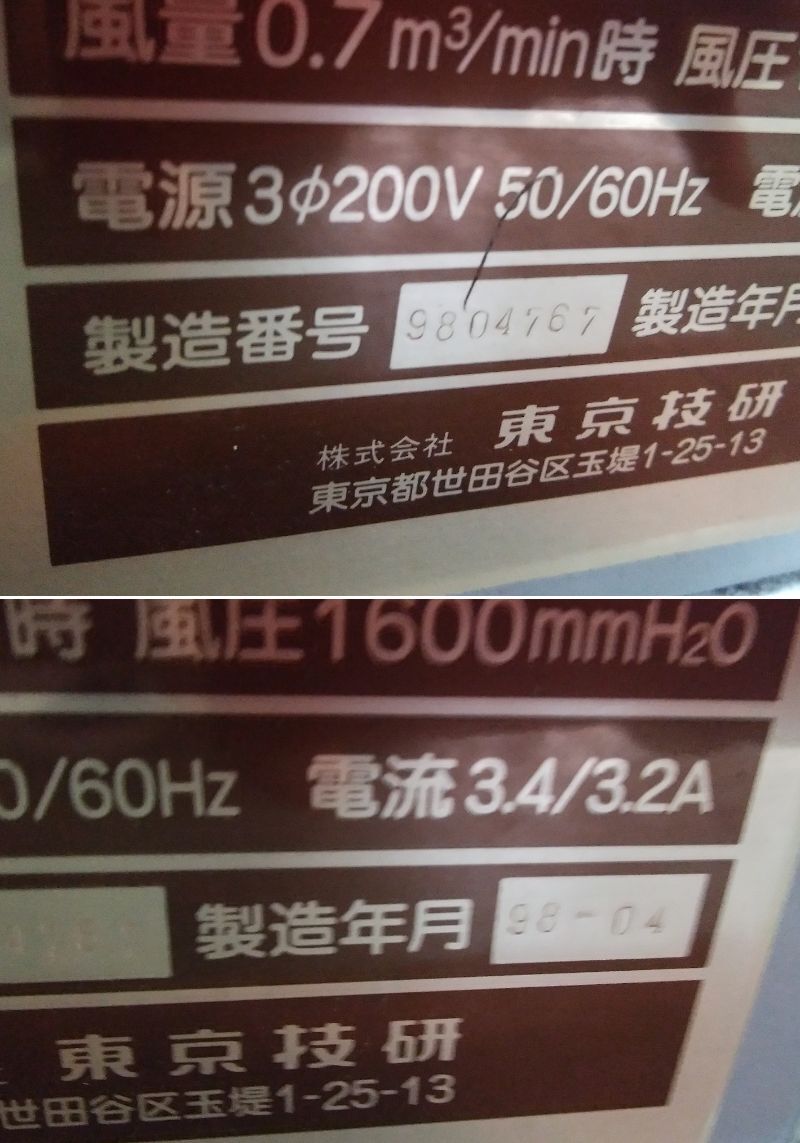 風量0.7m³/min時 風圧
電源3φ200V 50/60Hz 電
製造番号 9804767 製造年月
株式会社 東京技研
東京都世田谷区玉堤1-25-13
時 風圧1600mmH₂O
0/60Hz 電流3.4/3.2A
製造年月 98-04
東京技研
世田谷区玉堤1-25-13